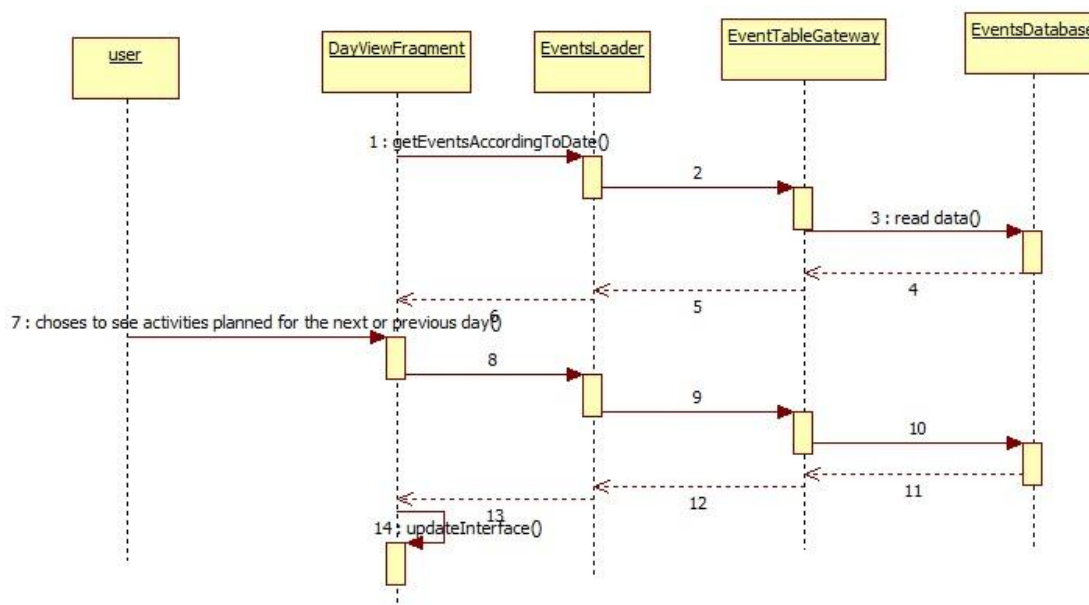 user
DayViewFragment
EventsLoader
EventTableGateway
EventsDatabase
1 : getEventsAccordingToDate()
2
3 : read data()
4
5
6
7 : choses to see activities planned for the next or previous day()
8
9
10
11
12
13
14 : updateInterface()